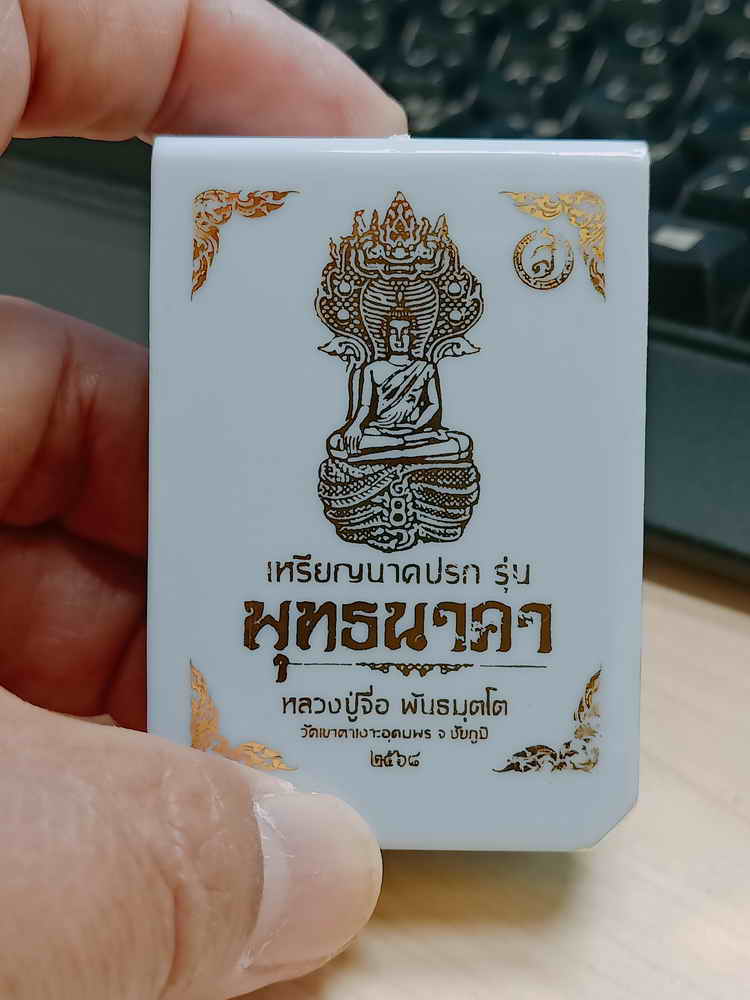 เหรียญนาคปรก รุ่น
พุทธนาคา
หลวงปู่จื่อ พันธมุตโต
วัดเขาตาเงาะอุดมพร จ ชัยภูมิ
๒๕๖๘